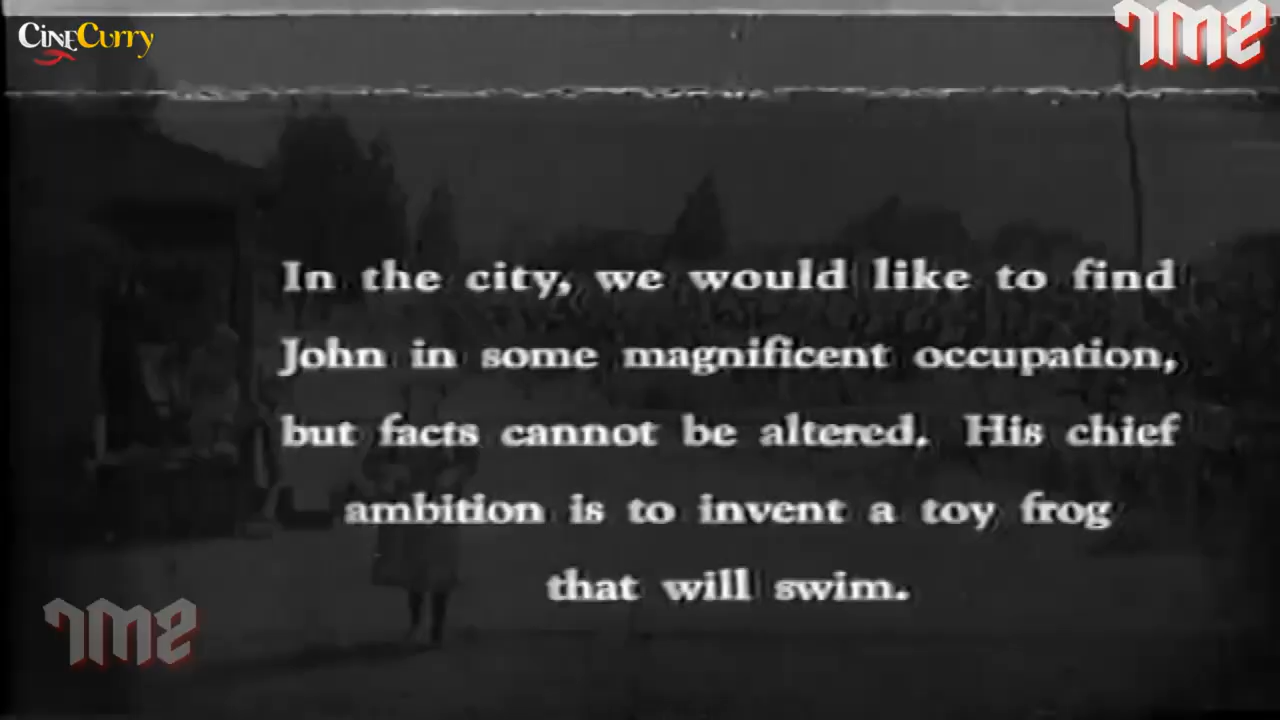 CineCurry
In the city, we would like to find
John in some magnificent occupation,
but facts cannot be altered. His chief
ambition is to invent a toy frog
that will swim.